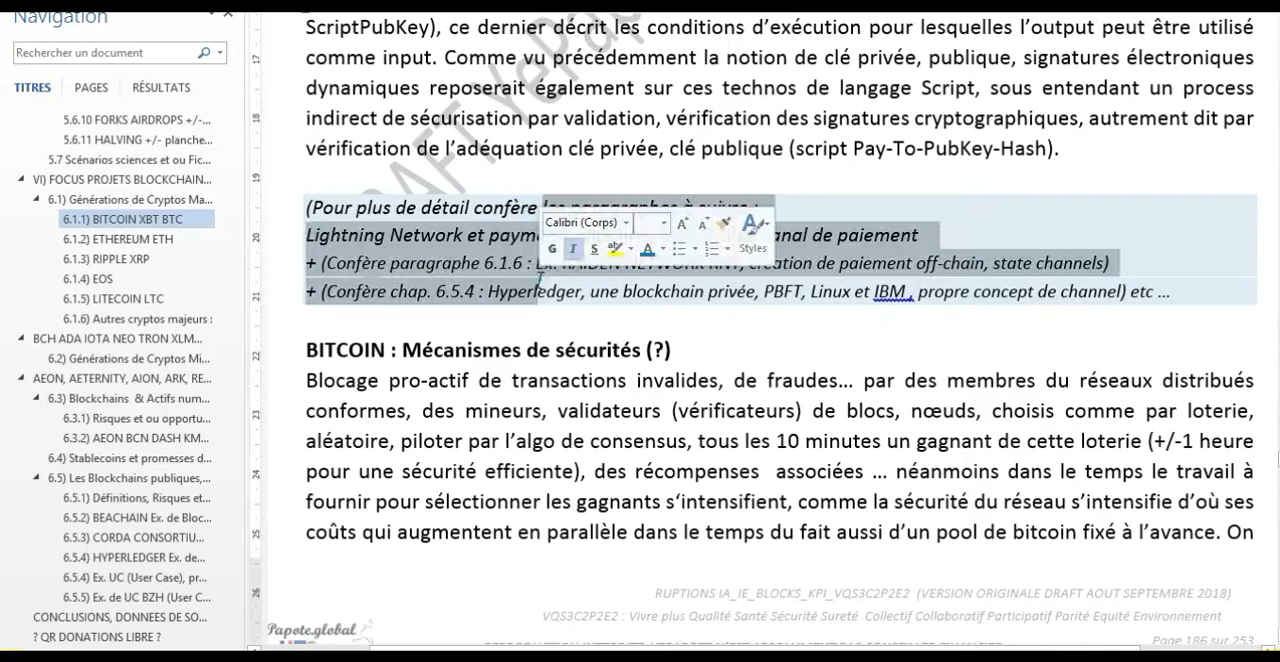 Navigation
Rechercher un document
TITRES PAGES RÉSULTATS
5.6.10 FORKS AIRDROPS +/-...
5.6.11 HALVING +/- planche...
5.7 Scénarios sciences et ou Fic...
VI) FOCUS PROJETS BLOCKCHAIN...
6.1) Générations de Cryptos Ma...
6.1.1) BITCOIN XBT BTC
6.1.2) ETHEREUM ETH
6.1.3) RIPPLE XRP
6.1.4) EOS
6.1.5) LITECOIN LTC
6.1.6) Autres cryptos majeurs :
BCH ADA IOTA NEO TRON XLM...
6.2) Générations de Cryptos Mi...
AEON, AETERNITY, AION, ARK, RE...
6.3) Blockchains & Actifs num...
6.3.1) Risques et ou opportu...
6.3.2) AEON BCN DASH KM...
6.4) Stablecoins et promesses d...
6.5) Les Blockchains publiques,...
6.5.1) Définitions, Risques et...
6.5.2) BEACHAIN Ex. de Bloc...
6.5.3) CORDA CONSORTIU...
6.5.4) HYPERLEDGER Ex. de...
6.5.4) Ex. UC (User Case), pr...
6.5.5) Ex. de UC BZH (User C...
CONCLUSIONS, DONNEES DE SO...
? QR DONATIONS LIBRE ?
17
18
19
20
21
22
23
24
25
26
ScriptPubKey), ce dernier décrit les conditions d’exécution pour lesquelles l’output peut être utilisé
comme input. Comme vu précédemment la notion de clé privée, publique, signatures électroniques
dynamiques reposerait également sur ces technos de langage Script, sous entendant un process
indirect de sécurisation par validation, vérification des signatures cryptographiques, autrement dit par
vérification de l’adéquation clé privée, clé publique (script Pay-To-PubKey-Hash).
(Pour plus de détail confère les paragraphes à suivre :
Calibri (Corps)
G I S Styles
Lightning Network et payme anal de paiement
+ (Confère paragraphe 6.1.6 : Ex. RAIDEN NETWORK RNT, création de paiement off-chain, state channels)
+ (Confère chap. 6.5.4 : Hyperledger, une blockchain privée, PBFT, Linux et IBM , propre concept de channel) etc ...
BITCOIN : Mécanismes de sécurités (?)
Blocage pro-actif de transactions invalides, de fraudes... par des membres du réseaux distribués
conformes, des mineurs, validateurs (vérificateurs) de blocs, nœuds, choisis comme par loterie,
aléatoire, piloter par l’algo de consensus, tous les 10 minutes un gagnant de cette loterie (+/-1 heure
pour une sécurité efficiente), des récompenses associées ... néanmoins dans le temps le travail à
fournir pour sélectionner les gagnants s‘intensifient, comme la sécurité du réseau s’intensifie d’où ses
coûts qui augmentent en parallèle dans le temps du fait aussi d’un pool de bitcoin fixé à l’avance. On
RUPTIONS IA_IE_BLOCKS_KPI_VQS3C2P2E2 (VERSION ORIGINALE DRAFT AOUT SEPTEMBRE 2018)
VQS3C2P2E2 : Vivre plus Qualité Santé Sécurité Sureté Collectif Collaboratif Participatif Parité Equité Environnement
Papote.global
Page 186 sur 253